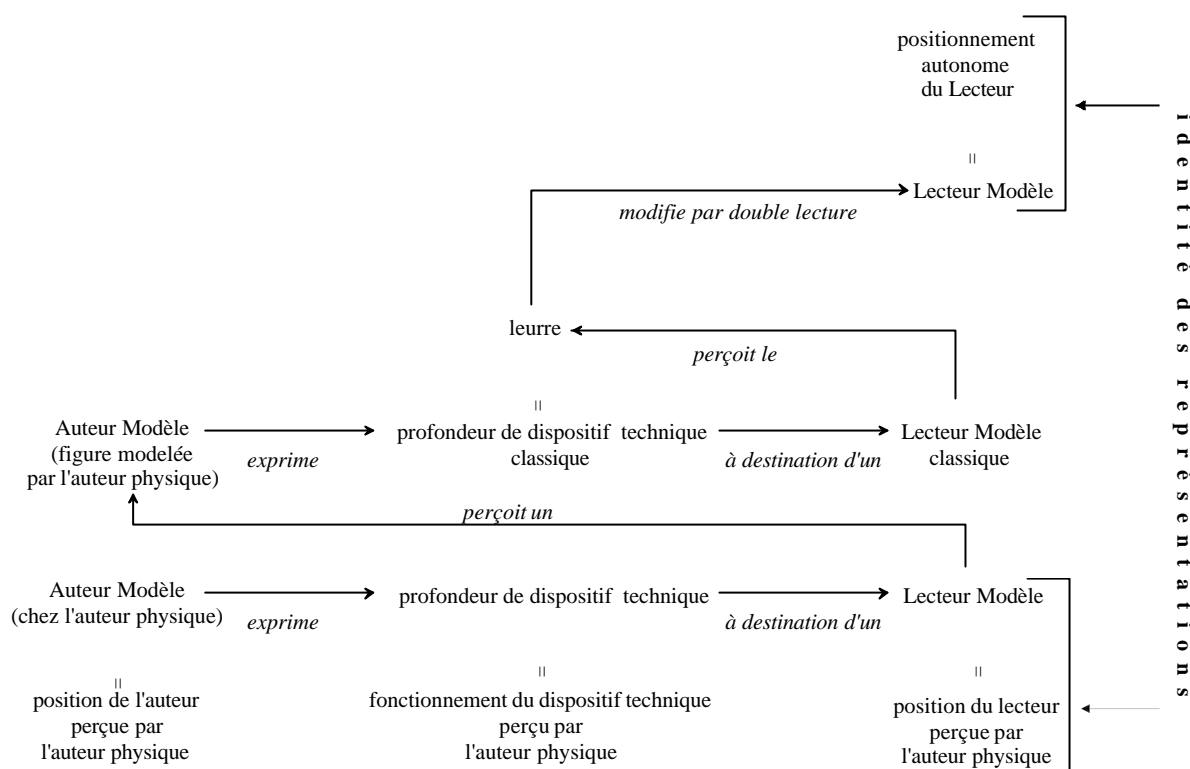 positionnement
autonome
du Lecteur
=
Lecteur Modèle
modifie par double lecture
leurre
perçoit le
=
Auteur Modèle
(figure modelée
par l'auteur physique)
exprime
profondeur de dispositif technique
classique
à destination d'un
Lecteur Modèle
classique
perçoit un
Auteur Modèle
(chez l'auteur physique)
exprime
profondeur de dispositif technique
à destination d'un
Lecteur Modèle
=
position de l'auteur
perçue par
l'auteur physique
=
fonctionnement du dispositif technique
perçu par
l'auteur physique
=
position du lecteur
perçue par
l'auteur physique
identité des représentations